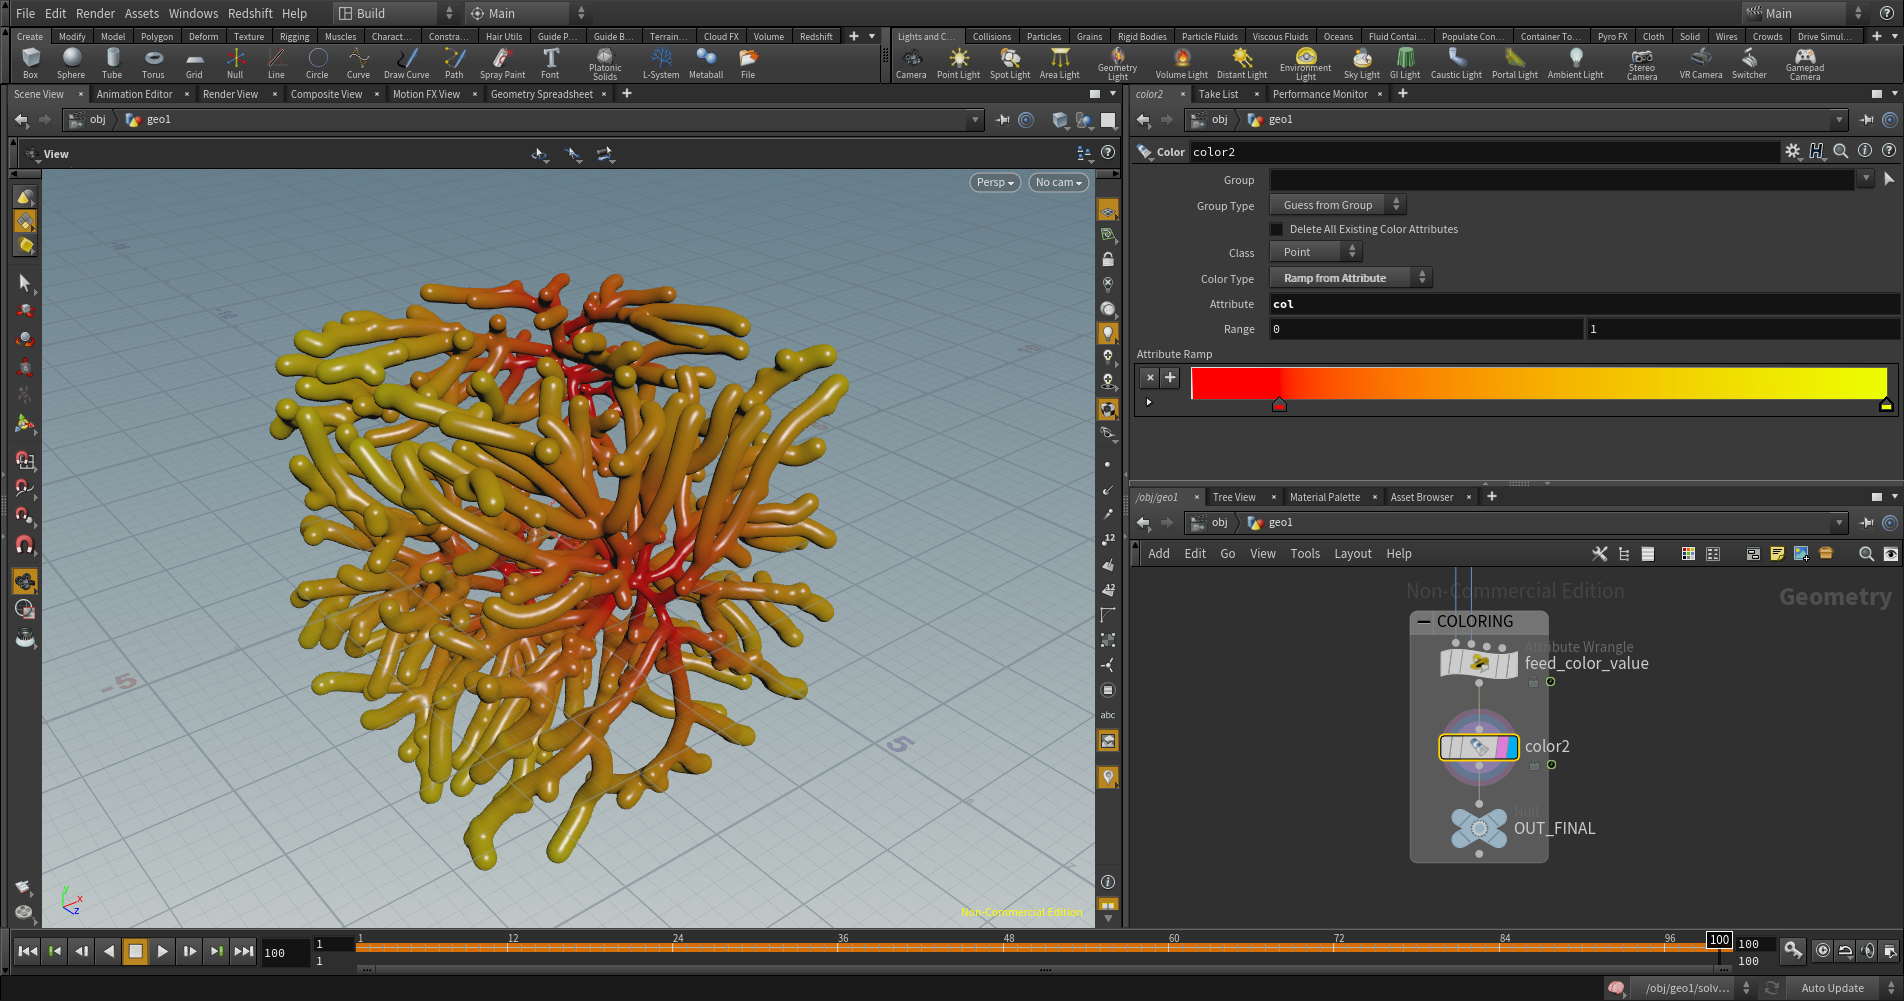 File Edit Render Assets Windows Redshift Help Build Main Main
Create Modify Model Polygon Deform Texture Rigging Muscles Charact... Constra... Hair Utils Guide P... Guide B... Terrain... Cloud FX Volume Redshift
Lights and C... Collisions Particles Grains Rigid Bodies Particle Fluids Viscous Fluids Oceans Fluid Contai... Populate Con... Container To... Pyro FX Cloth Solid Wires Crowds Drive Simul...
Box Sphere Tube Torus Grid Null Line Circle Curve Draw Curve Path Spray Paint Font Platonic Solids L-System Metaball File
Camera Point Light Spot Light Area Light Geometry Light Volume Light Distant Light Environment Light Sky Light GI Light Caustic Light Portal Light Ambient Light Stereo Camera VR Camera Switcher Gamepad Camera
Scene View Animation Editor Render View Composite View Motion FX View Geometry Spreadsheet
color2 Take List Performance Monitor
obj geo1
obj geo1
View
Persp No cam
Color color2
Group
Group Type Guess from Group
Delete All Existing Color Attributes
Class Point
Color Type Ramp from Attribute
Attribute col
Range 0 1
Attribute Ramp
/obj/geo1 Tree View Material Palette Asset Browser
obj geo1
Add Edit Go View Tools Layout Help
Non-Commercial Edition
Geometry
COLORING
Attribute Wrangle
feed_color_value
color2
Null
OUT_FINAL
12
12
abc
-5
5
y
x
z
Non-Commercial Edition
100 1 1
1 12 24 36 48 60 72 84 96 100
100
100
/obj/geo1/solv... Auto Update